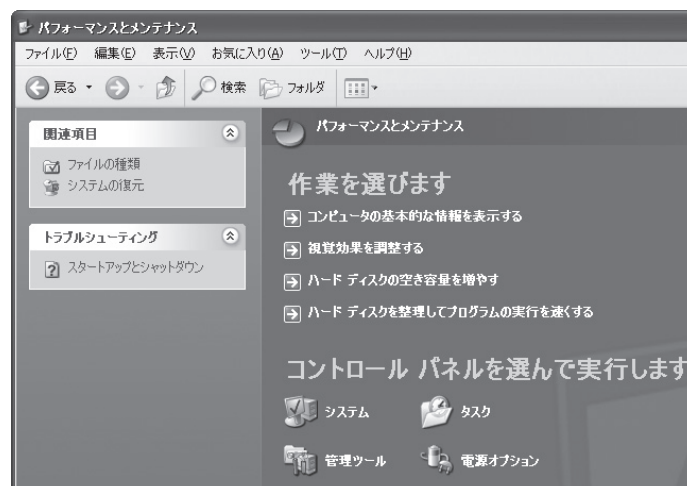 パフォーマンスとメンテナンス
ファイル(F) 編集(E) 表示(V) お気に入り(A) ツール(T) ヘルプ(H)
戻る 検索 フォルダ
関連項目
ファイルの種類
システムの復元
トラブルシューティング
スタートアップとシャットダウン
パフォーマンスとメンテナンス
作業を選びます
コンピュータの基本的な情報を表示する
視覚効果を調整する
ハード ディスクの空き容量を増やす
ハード ディスクを整理してプログラムの実行を速くする
コントロール パネルを選んで実行します
システム タスク
管理ツール 電源オプション